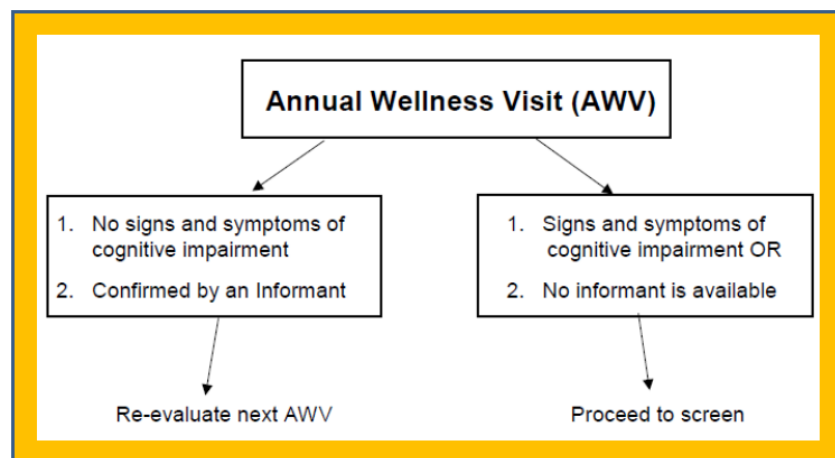 Annual Wellness Visit (AWV)
1. No signs and symptoms of
cognitive impairment
2. Confirmed by an Informant
1. Signs and symptoms of
cognitive impairment OR
2. No informant is available
Re-evaluate next AWV
Proceed to screen